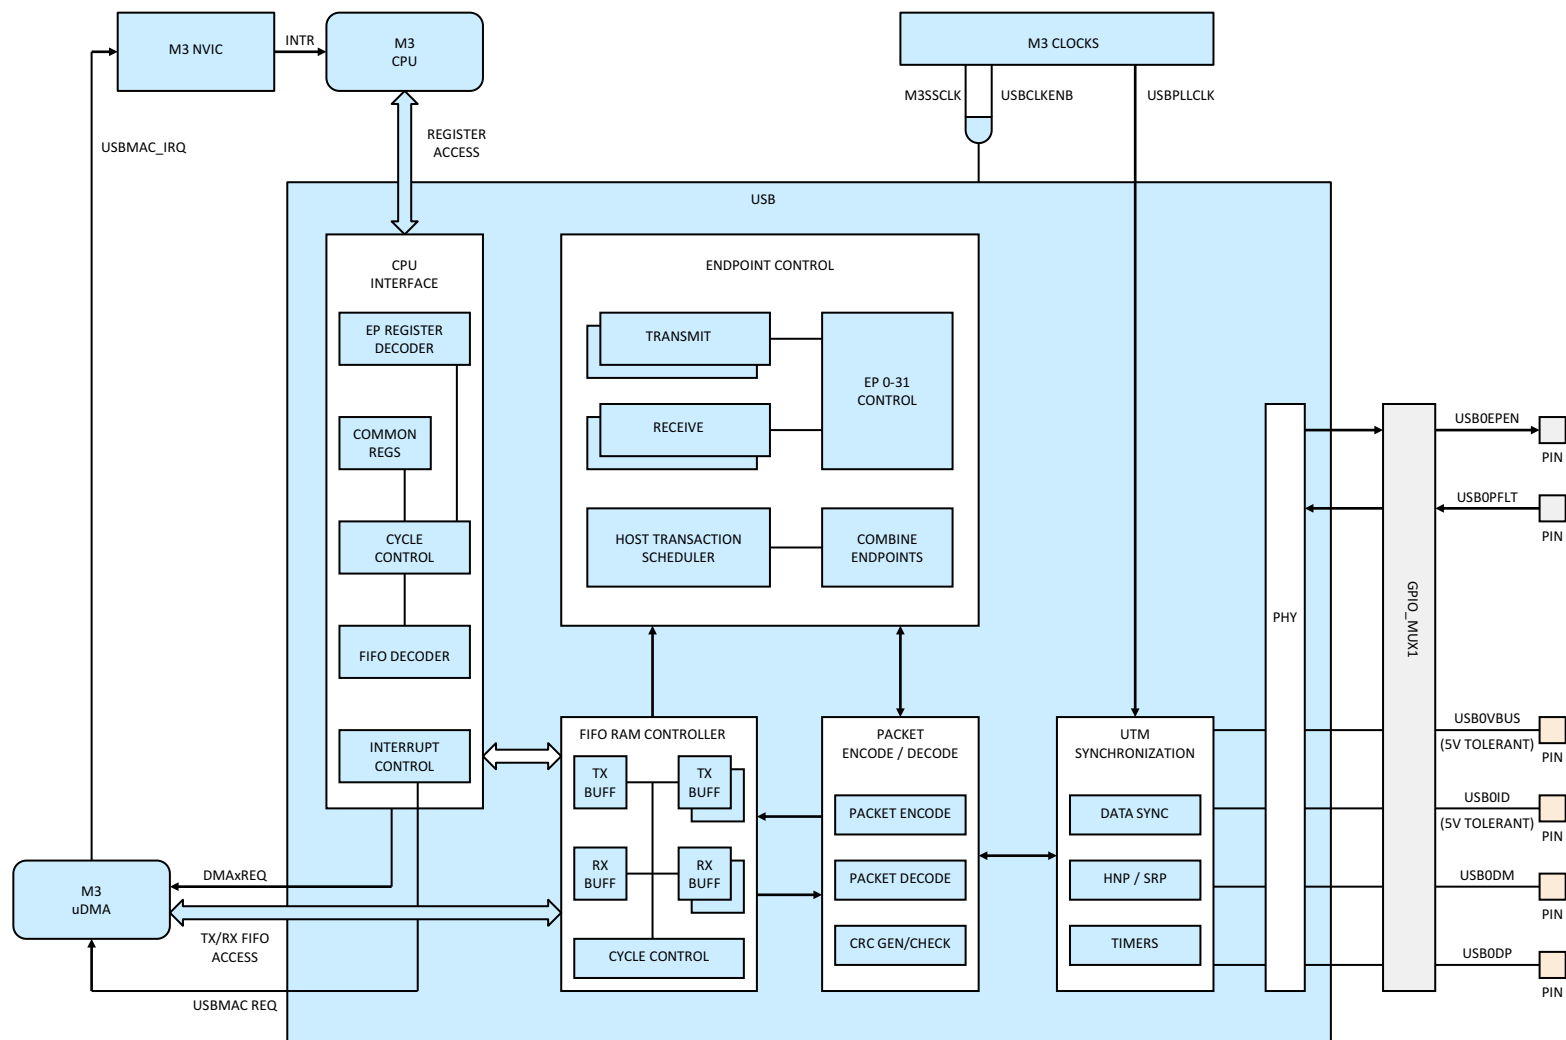 M3 NVIC
INTR
M3
CPU
M3 CLOCKS
M3SSCLK
USBCLKENB
USBPLLCLK
USBMAC_IRQ
REGISTER
ACCESS
USB
CPU
INTERFACE
EP REGISTER
DECODER
COMMON
REGS
CYCLE
CONTROL
FIFO DECODER
INTERRUPT
CONTROL
ENDPOINT CONTROL
TRANSMIT
RECEIVE
EP 0-31
CONTROL
HOST TRANSACTION
SCHEDULER
COMBINE
ENDPOINTS
FIFO RAM CONTROLLER
TX
BUFF
TX
BUFF
RX
BUFF
RX
BUFF
CYCLE CONTROL
PACKET
ENCODE / DECODE
PACKET ENCODE
PACKET DECODE
CRC GEN/CHECK
UTM
SYNCHRONIZATION
DATA SYNC
HNP / SRP
TIMERS
PHY
GPIO_MUX1
USB0EPEN
PIN
USB0PFLT
PIN
USB0VBUS
(5V TOLERANT)
PIN
USB0ID
(5V TOLERANT)
PIN
USB0DM
PIN
USB0DP
PIN
M3
uDMA
DMAxREQ
TX/RX FIFO
ACCESS
USBMAC REQ